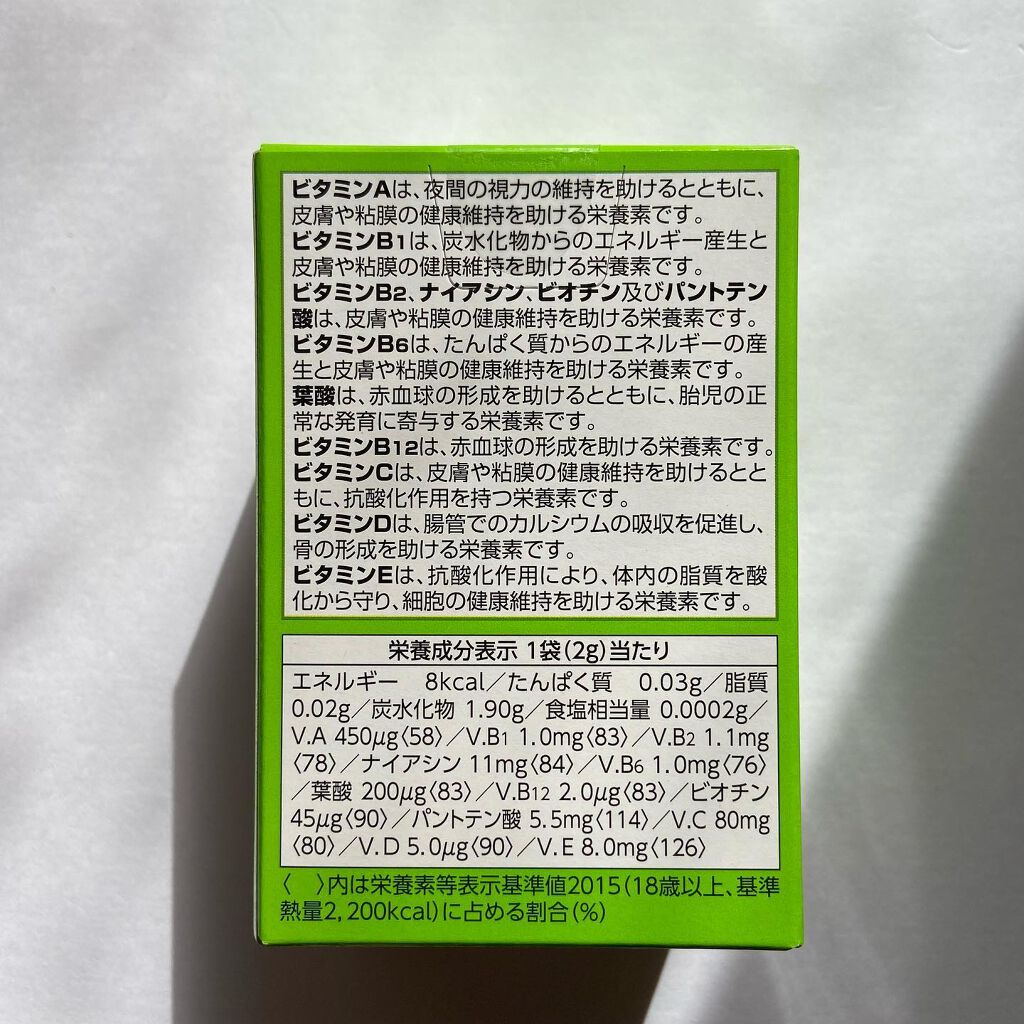 ビタミンAは、夜間の視力の維持を助けるとともに、
皮膚や粘膜の健康維持を助ける栄養素です。
ビタミンB1は、炭水化物からのエネルギー産生と
皮膚や粘膜の健康維持を助ける栄養素です。
ビタミンB2、ナイアシン、ビオチン及びパントテン
酸は、皮膚や粘膜の健康維持を助ける栄養素です。
ビタミンB6は、たんぱく質からのエネルギーの産
生と皮膚や粘膜の健康維持を助ける栄養素です。
葉酸は、赤血球の形成を助けるとともに、胎児の正
常な発育に寄与する栄養素です。
ビタミンB12は、赤血球の形成を助ける栄養素です。
ビタミンCは、皮膚や粘膜の健康維持を助けるとと
もに、抗酸化作用を持つ栄養素です。
ビタミンDは、腸管でのカルシウムの吸収を促進し、
骨の形成を助ける栄養素です。
ビタミンEは、抗酸化作用により、体内の脂質を酸
化から守り、細胞の健康維持を助ける栄養素です。
栄養成分表示 1袋(2g)当たり
エネルギー 8kcal/たんぱく質 0.03g/脂質
0.02g/炭水化物 1.90g/食塩相当量 0.0002g/
V.A 450μg〈58〉/V.B1 1.0mg〈83〉/V.B2 1.1mg
〈78〉/ナイアシン 11mg〈84〉/V.B6 1.0mg〈76〉
/葉酸 200μg〈83〉/V.B12 2.0μg〈83〉/ビオチン
45μg〈90〉/パントテン酸 5.5mg〈114〉/V.C 80mg
〈80〉/V.D 5.0μg〈90〉/V.E 8.0mg〈126〉
〈 〉内は栄養素等表示基準値2015(18歳以上、基準
熱量2,200kcal)に占める割合(%)